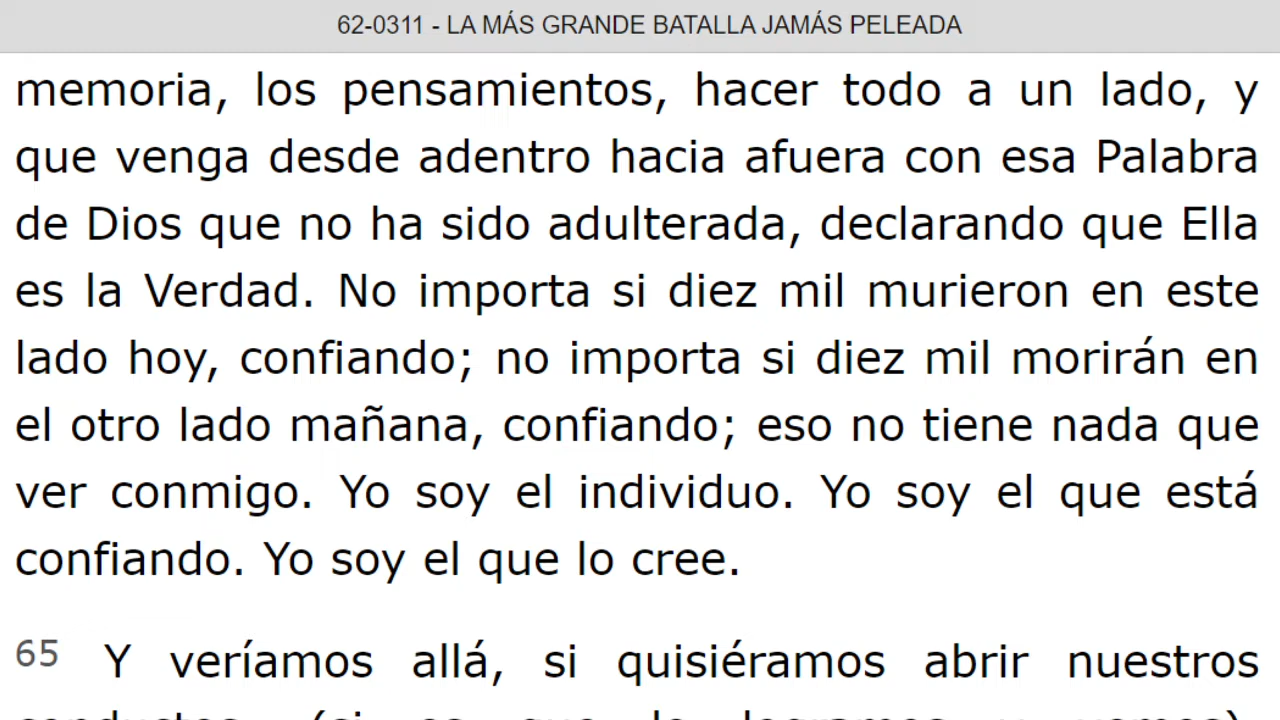 62-0311 - LA MÁS GRANDE BATALLA JAMÁS PELEADA
memoria, los pensamientos, hacer todo a un lado, y
que venga desde adentro hacia afuera con esa Palabra
de Dios que no ha sido adulterada, declarando que Ella
es la Verdad. No importa si diez mil murieron en este
lado hoy, confiando; no importa si diez mil morirán en
el otro lado mañana, confiando; eso no tiene nada que
ver conmigo. Yo soy el individuo. Yo soy el que está
confiando. Yo soy el que lo cree.
65 Y veríamos allá, si quisiéramos abrir nuestros